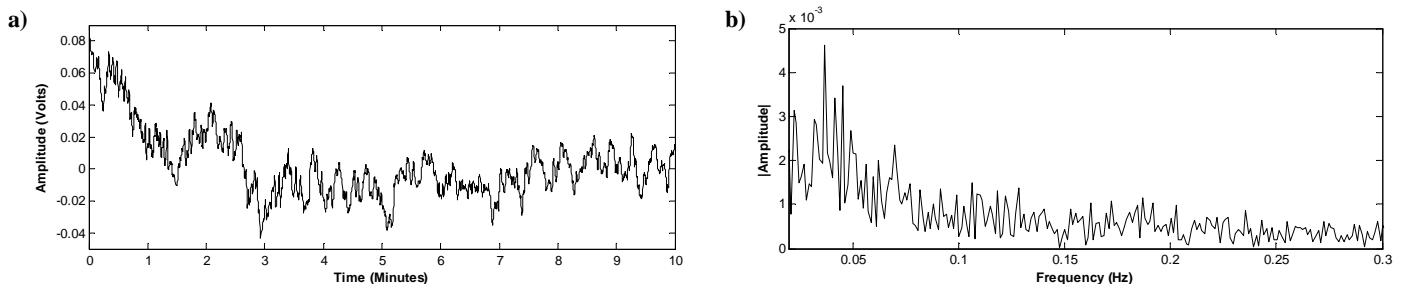 a)
0.08
0.06
0.04
0.02
0
-0.02
-0.04
Amplitude (Volts)
0 1 2 3 4 5 6 7 8 9 10
Time (Minutes)
b)
x 10⁻³
5
4
3
2
1
0
|Amplitude|
0.05 0.1 0.15 0.2 0.25 0.3
Frequency (Hz)